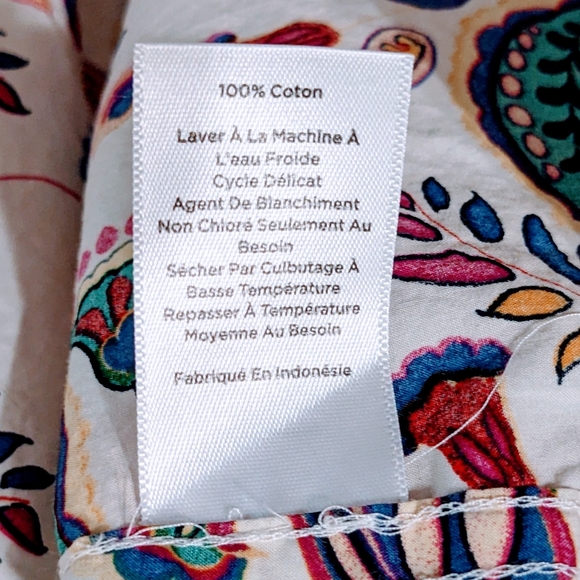 100% Coton
Laver À La Machine À
L'eau Froide
Cycle Délicat
Agent De Blanchiment
Non Chloré Seulement Au
Besoin
Sécher Par Culbutage À
Basse Température
Repasser À Température
Moyenne Au Besoin
Fabriqué En Indonésie